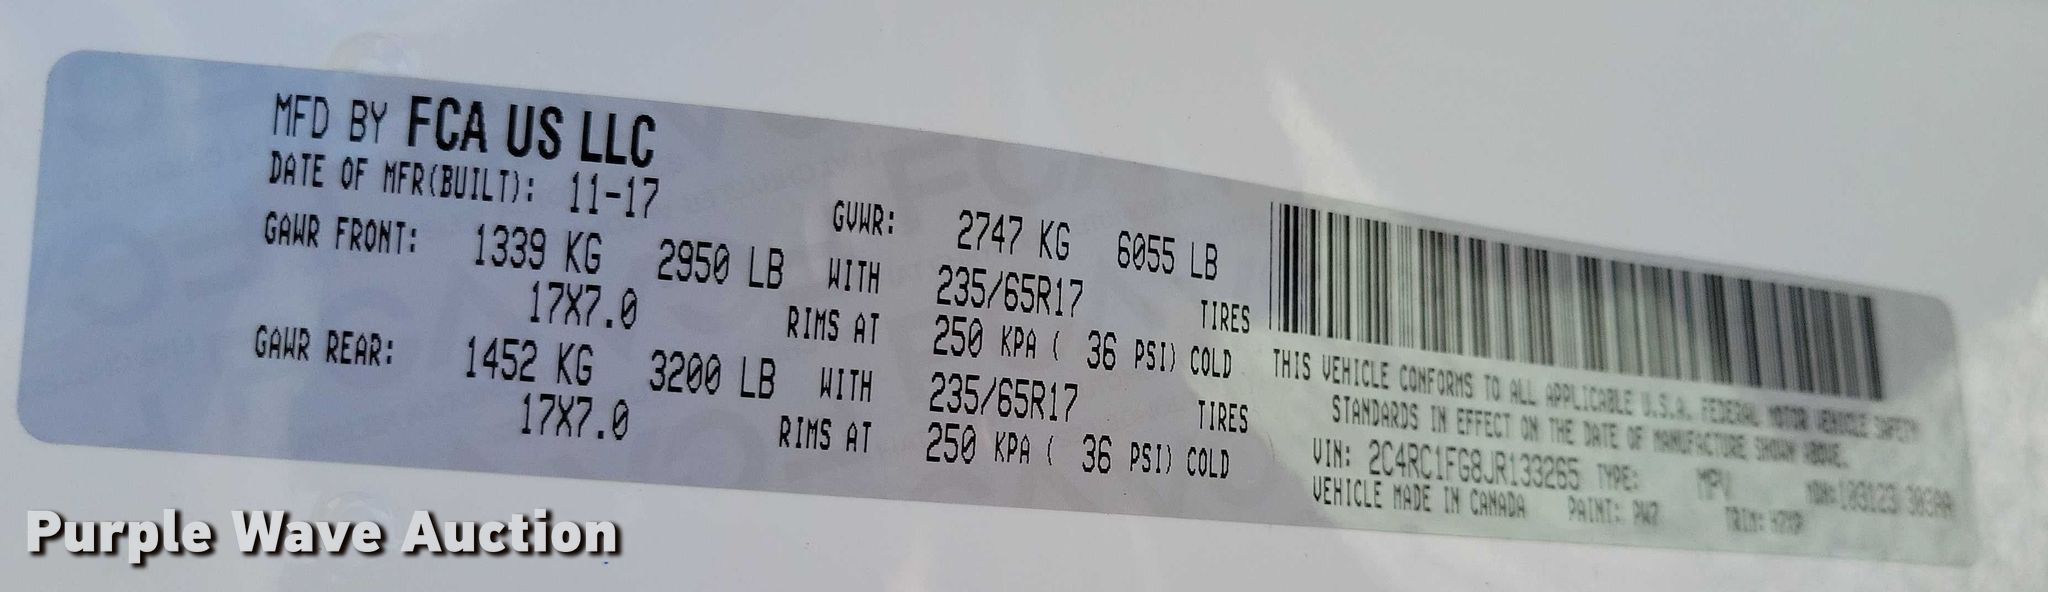 MFD BY FCA US LLC
DATE OF MFR(BUILT): 11-17 GVWR: 2747 KG 6055 LB
GAWR FRONT: 1339 KG 2950 LB WITH 235/65R17 TIRES
17X7.0 RIMS AT 250 KPA ( 36 PSI) COLD
GAWR REAR: 1452 KG 3200 LB WITH 235/65R17 TIRES
17X7.0 RIMS AT 250 KPA ( 36 PSI) COLD
THIS VEHICLE CONFORMS TO ALL APPLICABLE U.S.A. FEDERAL MOTOR VEHICLE SAFETY
STANDARDS IN EFFECT ON THE DATE OF MANUFACTURE SHOWN ABOVE.
VIN: 2C4RC1FG8JR133265 TYPE: MPV
VEHICLE MADE IN CANADA PAINT: PW7 TRIM:
Purple Wave Auction